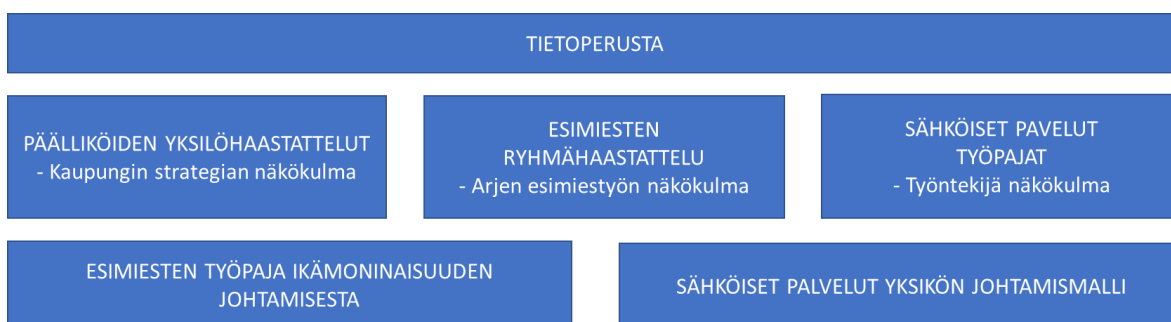 TIETOPERUSTA
PÄÄLLIKÖIDEN YKSILÖHAASTATTELUT
- Kaupungin strategian näkökulma
ESIMIESTEN
RYHMÄHAASTATTELU
- Arjen esimiestyön näkökulma
SÄHKÖISET PAVELUT
TYÖPAJAT
- Työntekijä näkökulma
ESIMIESTEN TYÖPAJA IKÄMONINAISUUDEN
JOHTAMISESTA
SÄHKÖISET PALVELUT YKSIKÖN JOHTAMISMALLI